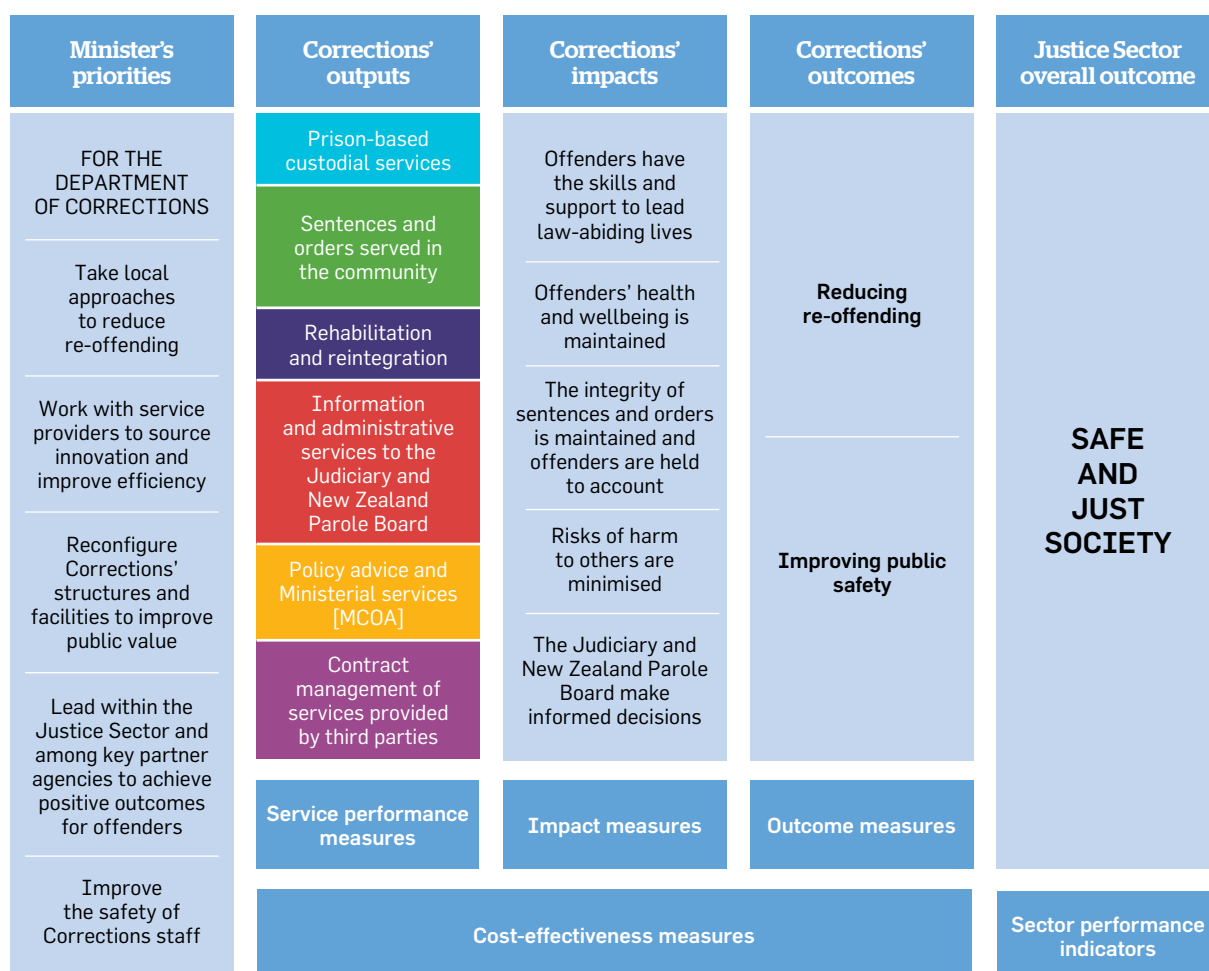 Minister's
priorities
FOR THE
DEPARTMENT
OF CORRECTIONS
Take local
approaches
to reduce
re-offending
Work with service
providers to source
innovation and
improve efficiency
Reconfigure
Corrections'
structures and
facilities to improve
public value
Lead within the
Justice Sector and
among key partner
agencies to achieve
positive outcomes
for offenders
Improve
the safety of
Corrections staff
Corrections'
outputs
Prison-based
custodial services
Sentences and
orders served in
the community
Rehabilitation
and reintegration
Information
and administrative
services to the
Judiciary and
New Zealand
Parole Board
Policy advice and
Ministerial services
[MCOA]
Contract
management of
services provided
by third parties
Service performance
measures
Corrections'
impacts
Offenders have
the skills and
support to lead
law-abiding lives
Offenders' health
and wellbeing is
maintained
The integrity of
sentences and orders
is maintained and
offenders are held
to account
Risks of harm
to others are
minimised
The Judiciary and
New Zealand Parole
Board make
informed decisions
Impact measures
Corrections'
outcomes
Reducing
re-offending
Improving public
safety
Outcome measures
Cost-effectiveness measures
Justice Sector
overall outcome
SAFE
AND
JUST
SOCIETY
Sector performance
indicators